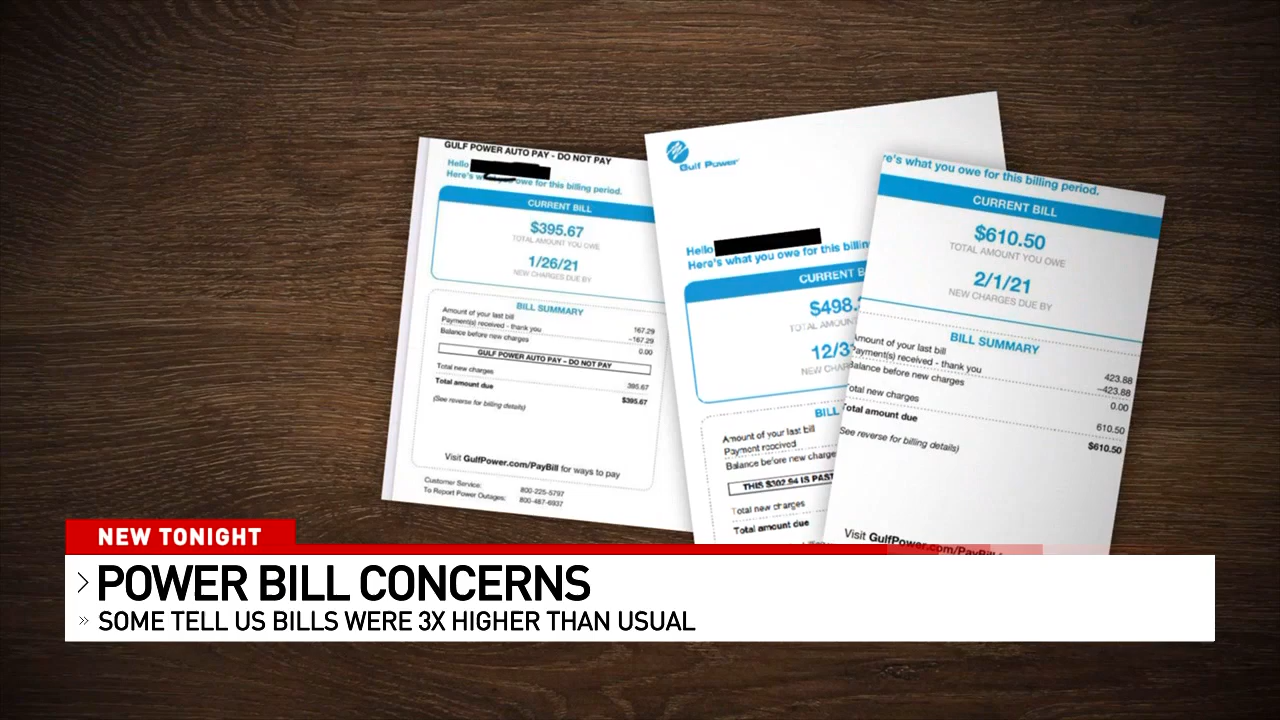 GULF POWER AUTO PAY - DO NOT PAY
Hello
Here's w you owe for this billing period.
CURRENT BILL
$395.67
TOTAL AMOUNT YOU OWE
1/26/21
NEW CHARGES DUE BY
BILL SUMMARY
Amount of your last bill 167.29
Payment(s) received - thank you -167.29
Balance before new charges 0.00
GULF POWER AUTO PAY - DO NOT PAY
Total new charges 395.67
Total amount due $395.67
(See reverse for billing details)
Visit GulfPower.com/PayBill for ways to pay
Customer Service: 800-225-5797
To Report Power Outages: 800-487-6937
Gulf Power
Hello
Here's what you owe for this billin
CURRENT B
$498.
TOTAL AMOUN
12/3
NEW CHAR
BILL
Amount of your last bill
Payment received
Balance before new charge
THIS $302.94 IS PAST
Total new charges
Total amount due
re's what you owe for this billing period.
CURRENT BILL
$610.50
TOTAL AMOUNT YOU OWE
2/1/21
NEW CHARGES DUE BY
BILL SUMMARY
Amount of your last bill 423.88
Payment(s) received - thank you -423.88
Balance before new charges 0.00
Total new charges 610.50
Total amount due $610.50
See reverse for billing details)
Visit GulfPower.com/PayBill
NEW TONIGHT
POWER BILL CONCERNS
SOME TELL US BILLS WERE 3X HIGHER THAN USUAL